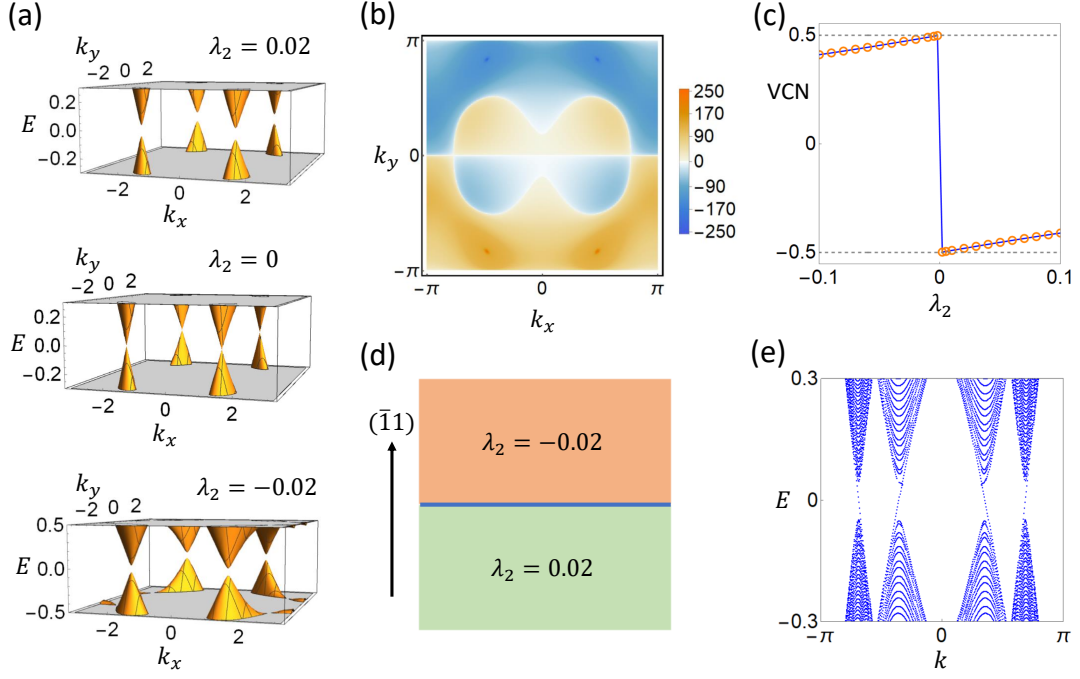 (a)
k_y
λ_2 = 0.02
−2 0 2
0.2
E 0.0
−0.2
−2 0 2
k_x
k_y
λ_2 = 0
−2 0 2
0.2
E 0.0
−0.2
−2 0 2
k_x
k_y
λ_2 = −0.02
−2 0 2
0.5
E 0.0
−0.5
−2 0 2
k_x
(b)
π
k_y 0
−π
−π 0 π
k_x
250
170
90
0
−90
−170
−250
(c)
0.5
VCN
0
−0.5
−0.1 0 0.1
λ_2
(d)
(1̅1)
λ_2 = −0.02
λ_2 = 0.02
(e)
0.3
E 0
−0.3
−π 0 π
k